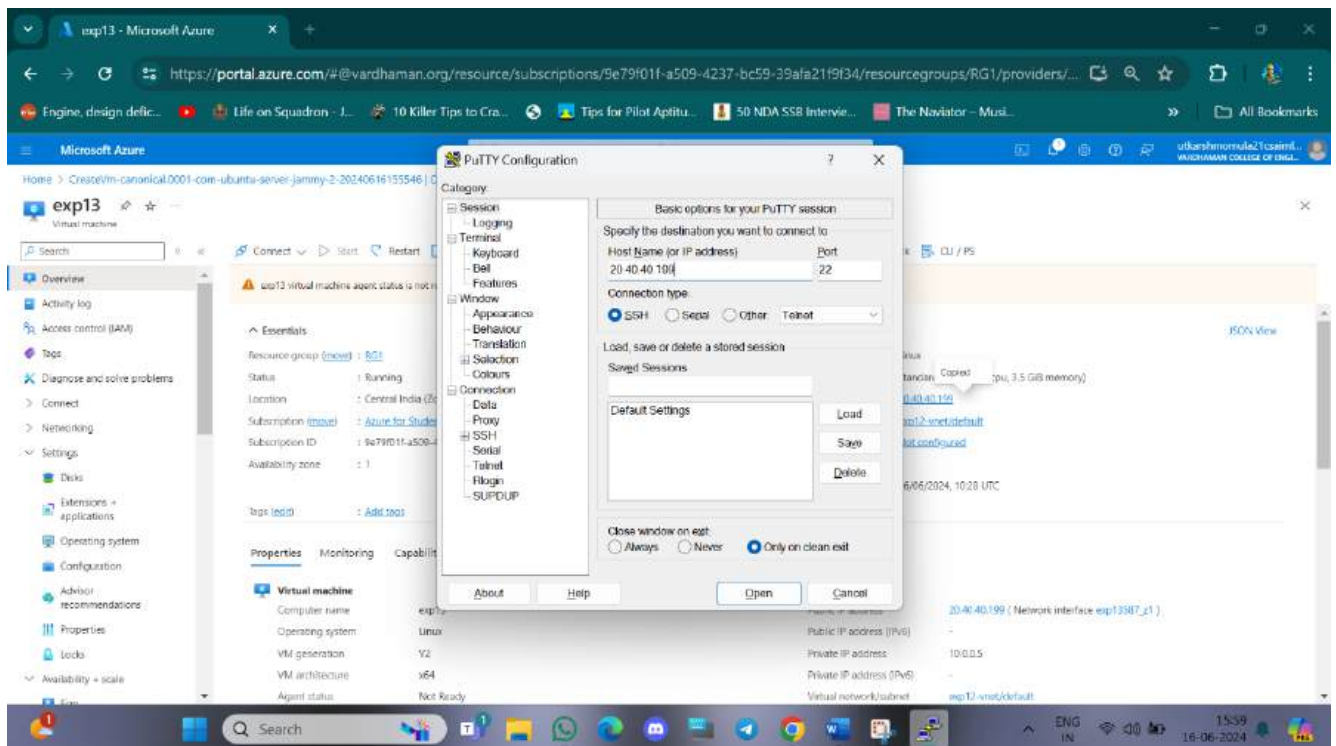 exp13 - Microsoft Azure
https://portal.azure.com/#@vardhaman.org/resource/subscriptions/9e79f01f-a509-4237-bc59-39afa21f9f34/resourcegroups/RG1/providers/...
Engine, design defic...
Life on Squadron - J...
10 Killer Tips to Cra...
Tips for Pilot Aptitu...
50 NDA SSB Intervie...
The Naviator – Musi...
All Bookmarks
Microsoft Azure
utkarshmomula21csaiml...
VARDHAMAN COLLEGE OF ENGI...
Home > CreateVm-canonical.0001-com-ubuntu-server-jammy-2-20240616155546 |
exp13
Virtual machine
Search
Connect
Start
Restart
CLI / PS
Overview
Activity log
Access control (IAM)
Tags
Diagnose and solve problems
Connect
Networking
Settings
Disks
Extensions +
applications
Operating system
Configuration
Advisor
recommendations
Properties
Locks
Availability + scale
exp13 virtual machine agent status is not
Essentials
JSON View
Resource group (move) : RG1
Status : Running
Location : Central India
Subscription (move) : Azure for Stude
Subscription ID : 9e79f01f-a509-4
Availability zone : 1
Tags (edit) : Add tags
Copied
cpu, 3.5 GiB memory)
0.40.40.199
xp12-vnet/default
ot configured
6/06/2024, 10:28 UTC
Properties
Monitoring
Capabilit
Virtual machine
Computer name exp13
Operating system Linux
VM generation V2
VM architecture x64
Agent status Not Ready
Public IP address 20.40.40.199 ( Network interface exp13587_z1 )
Public IP address (IPv6) -
Private IP address 10.0.0.5
Private IP address (IPv6) -
Virtual network/subnet exp12-vnet/default
PuTTY Configuration
? X
Category:
Session
Logging
Terminal
Keyboard
Bell
Features
Window
Appearance
Behaviour
Translation
Selection
Colours
Connection
Data
Proxy
SSH
Serial
Telnet
Rlogin
SUPDUP
Basic options for your PuTTY session
Specify the destination you want to connect to
Host Name (or IP address) Port
20.40.40.199 22
Connection type:
SSH Serial Other: Telnet
Load, save or delete a stored session
Saved Sessions
Default Settings
Load
Save
Delete
Close window on exit:
Always Never Only on clean exit
About
Help
Open
Cancel
Search
ENG
IN
15:59
16-06-2024